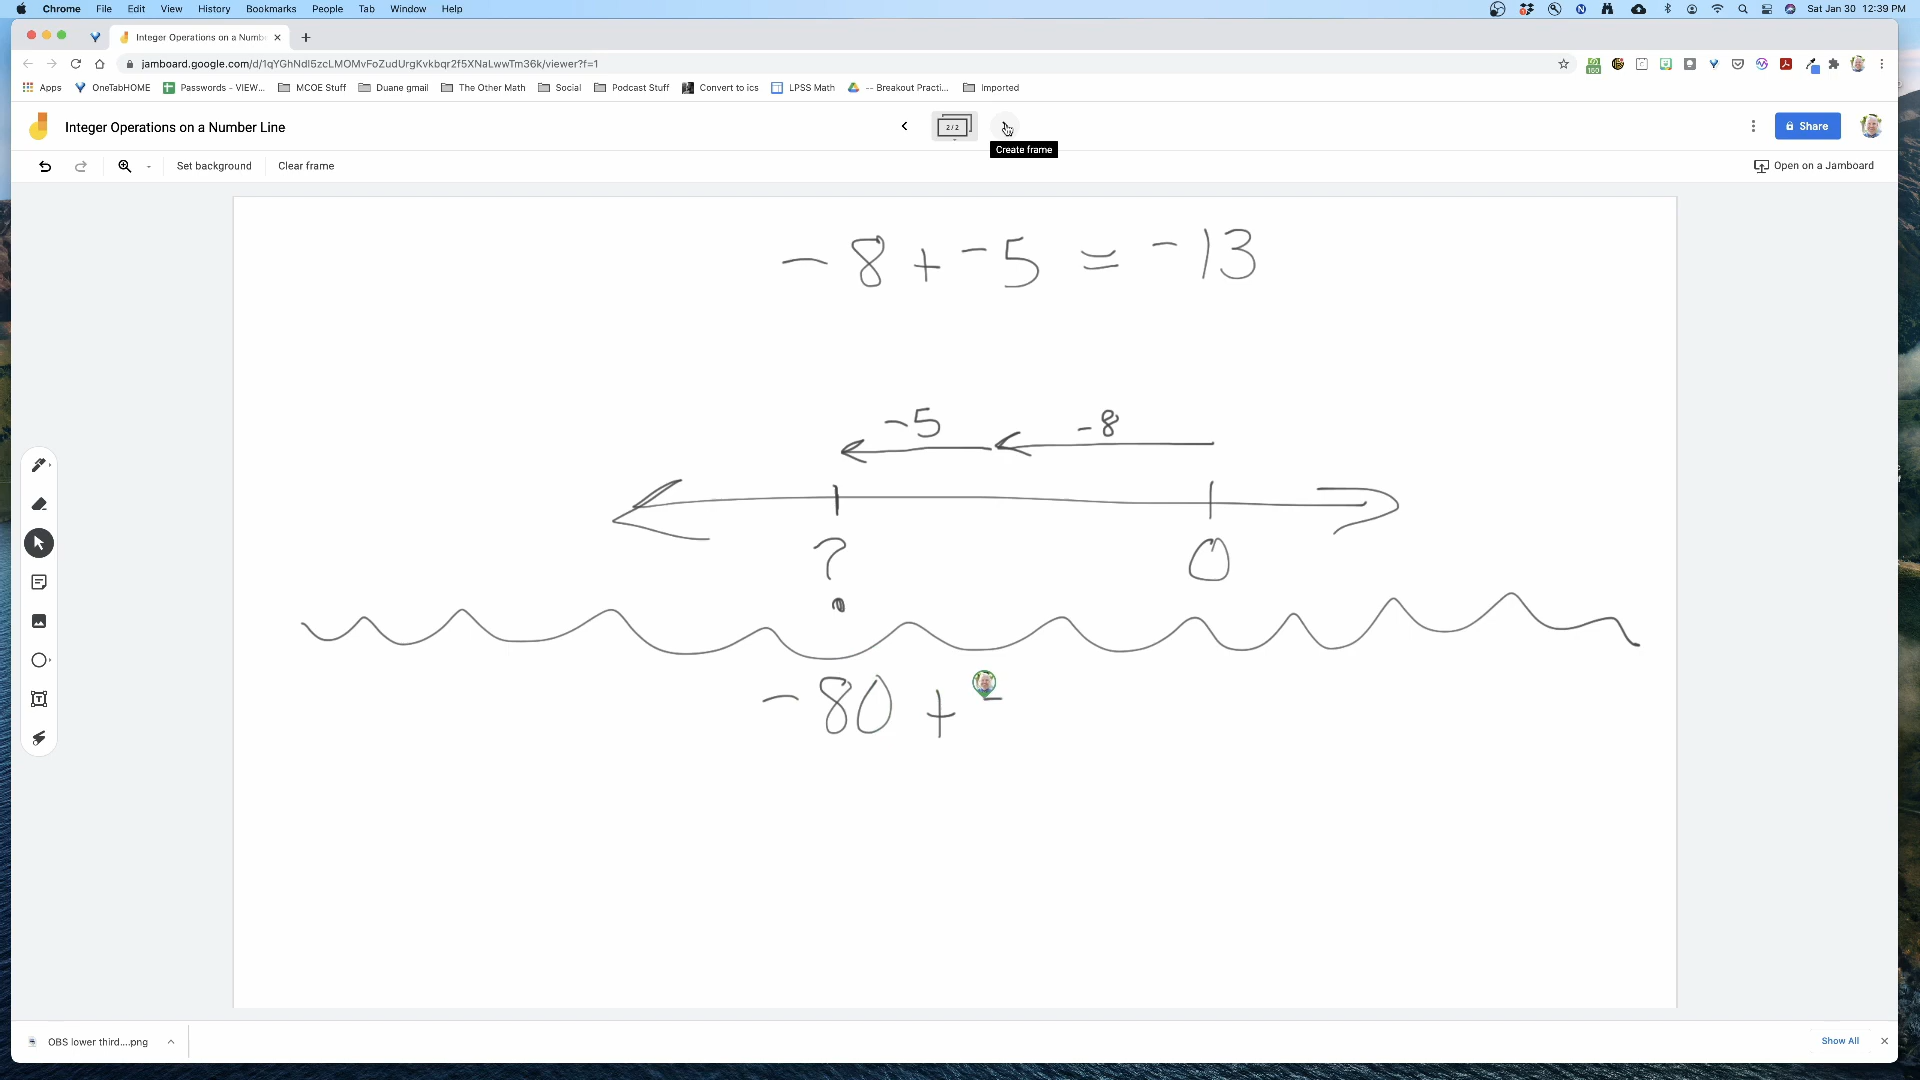 Chrome File Edit View History Bookmarks People Tab Window Help Sat Jan 30 12:39 PM
Integer Operations on a Numb
jamboard.google.com/d/1qYGhNdI5zcLMOMvFoZudUrgKvkbqr2f5XNaLwwTm36k/viewer?f=1
Apps OneTabHOME Passwords - VIEW... MCOE Stuff Duane gmail The Other Math Social Podcast Stuff Convert to ics LPSS Math -- Breakout Practi... Imported
Integer Operations on a Number Line 2 / 2 Share
Create frame
Set background Clear frame Open on a Jamboard
-8 + -5 = -13
-5 -8
? 0
-80 + -
OBS lower third....png Show All